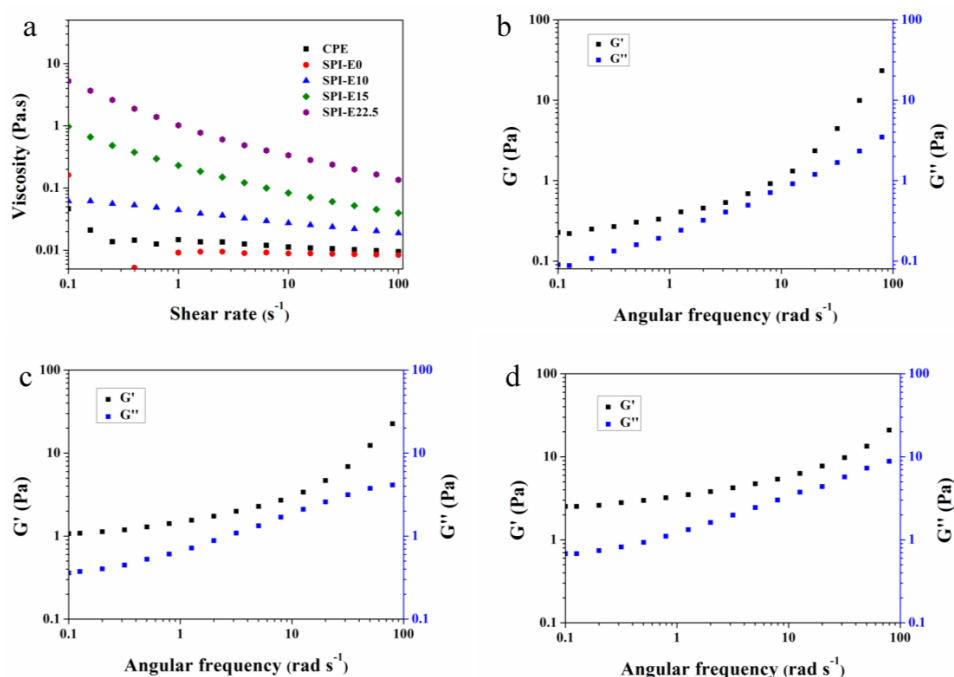 a
CPE
SPI-E0
SPI-E10
SPI-E15
SPI-E22.5
Viscosity (Pa.s)
10
1
0.1
0.01
0.1
1
10
100
Shear rate (s⁻¹)
b
G'
G''
G' (Pa)
100
10
1
0.1
0.1
1
10
100
Angular frequency (rad s⁻¹)
100
10
1
0.1
G'' (Pa)
c
G'
G''
G' (Pa)
100
10
1
0.1
0.1
1
10
100
Angular frequency (rad s⁻¹)
100
10
1
0.1
G'' (Pa)
d
G'
G''
G' (Pa)
100
10
1
0.1
0.1
1
10
100
Angular frequency (rad s⁻¹)
100
10
1
0.1
G'' (Pa)